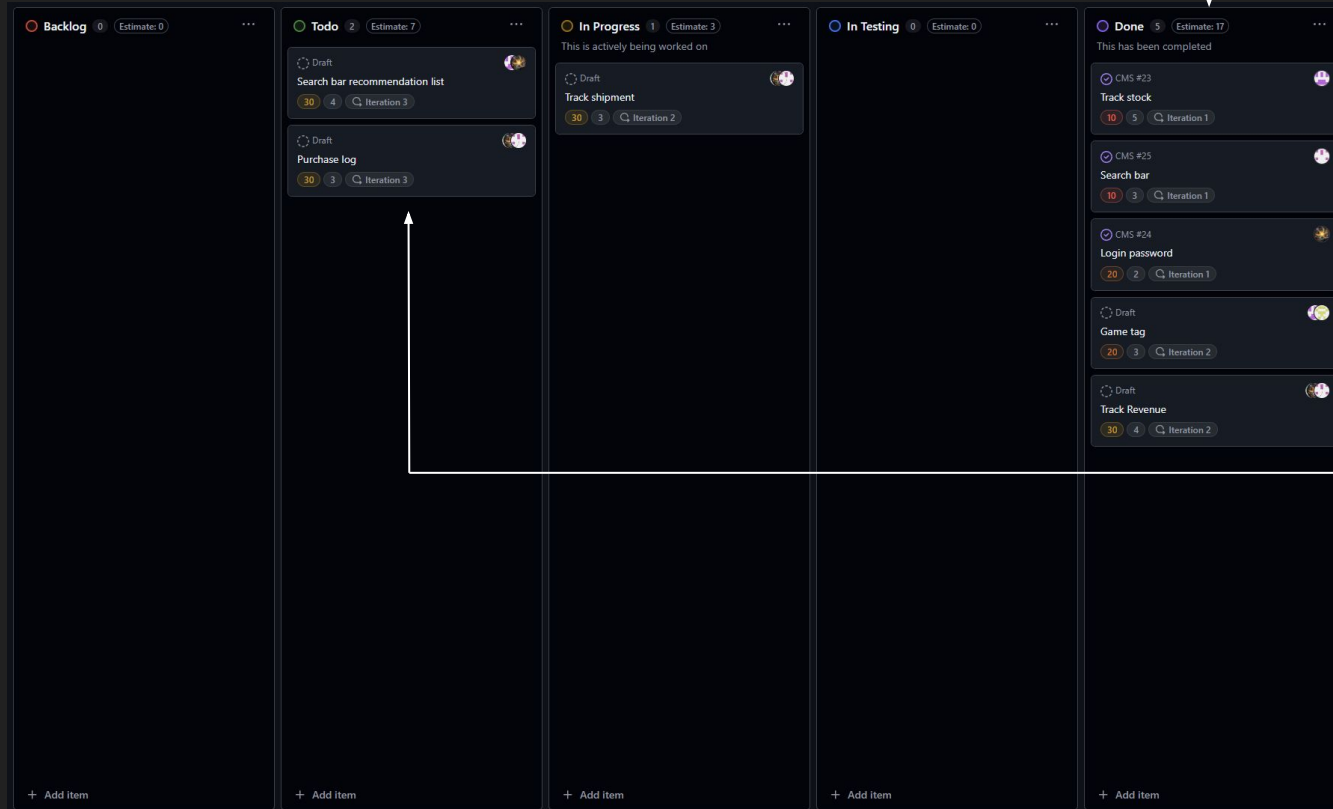 Backlog 0 Estimate: 0 ...
Todo 2 Estimate: 7 ...
Draft
Search bar recommendation list
30 4 Iteration 3
Draft
Purchase log
30 3 Iteration 3
+ Add item
In Progress 1 Estimate: 3 ...
This is actively being worked on
Draft
Track shipment
30 3 Iteration 2
+ Add item
In Testing 0 Estimate: 0 ...
+ Add item
Done 5 Estimate: 17 ...
This has been completed
CMS #23
Track stock
10 5 Iteration 1
CMS #25
Search bar
10 3 Iteration 1
CMS #24
Login password
20 2 Iteration 1
Draft
Game tag
20 3 Iteration 2
Draft
Track Revenue
30 4 Iteration 2
+ Add item
+ Add item